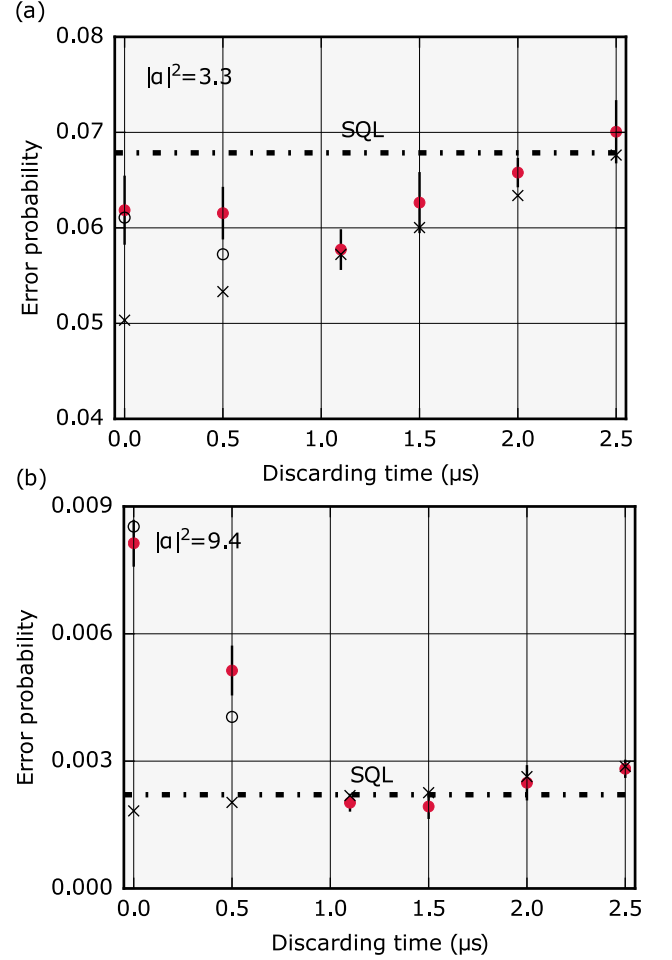 (a)
0.08
|α|²=3.3
0.07
SQL
0.06
Error probability
0.05
0.04
0.0 0.5 1.0 1.5 2.0 2.5
Discarding time (µs)
(b)
0.009
|α|²=9.4
0.006
Error probability
0.003
SQL
0.000
0.0 0.5 1.0 1.5 2.0 2.5
Discarding time (µs)